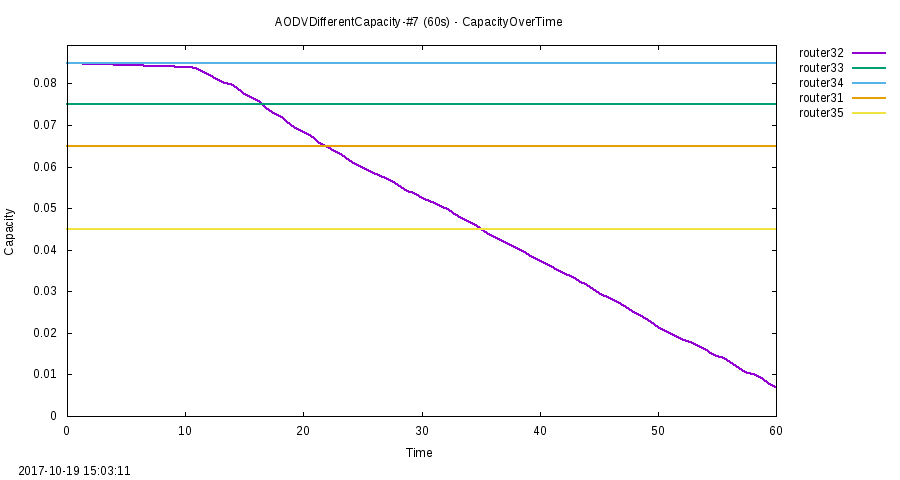 AODVDifferentCapacity-#7 (60s) - CapacityOverTime
router32
router33
router34
router31
router35
Capacity
0.08
0.07
0.06
0.05
0.04
0.03
0.02
0.01
0
0 10 20 30 40 50 60
Time
2017-10-19 15:03:11